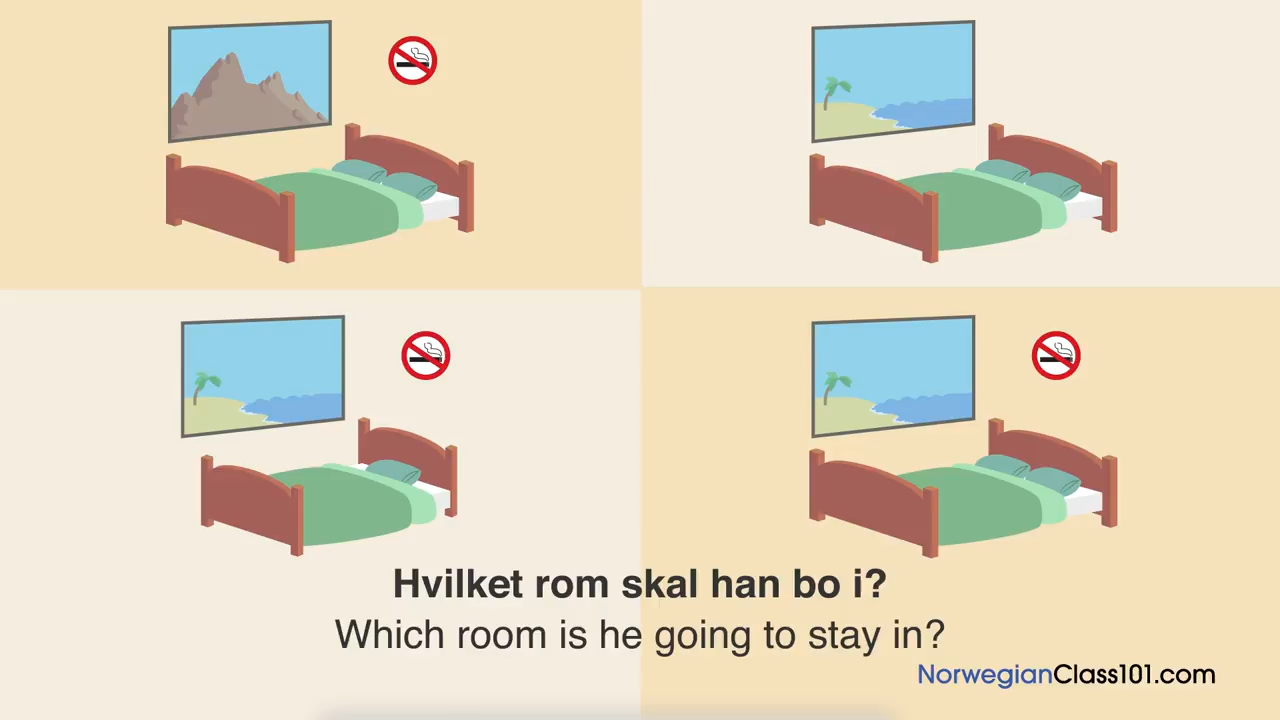 Hvilket rom skal han bo i?
Which room is he going to stay in?
NorwegianClass101.com